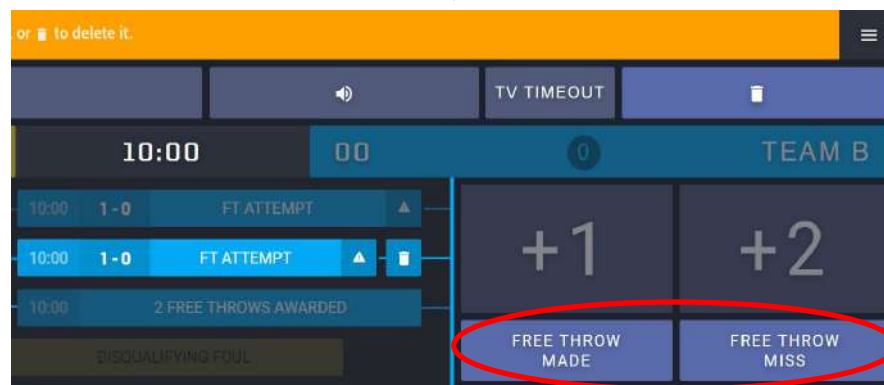 or to delete it.
TV TIMEOUT
10:00 00 0 TEAM B
10:00 1-0 FT ATTEMPT
10:00 1-0 FT ATTEMPT
10:00 2 FREE THROWS AWARDED
DISQUALIFYING FOUL
+1 +2
FREE THROW
MADE
FREE THROW
MISS